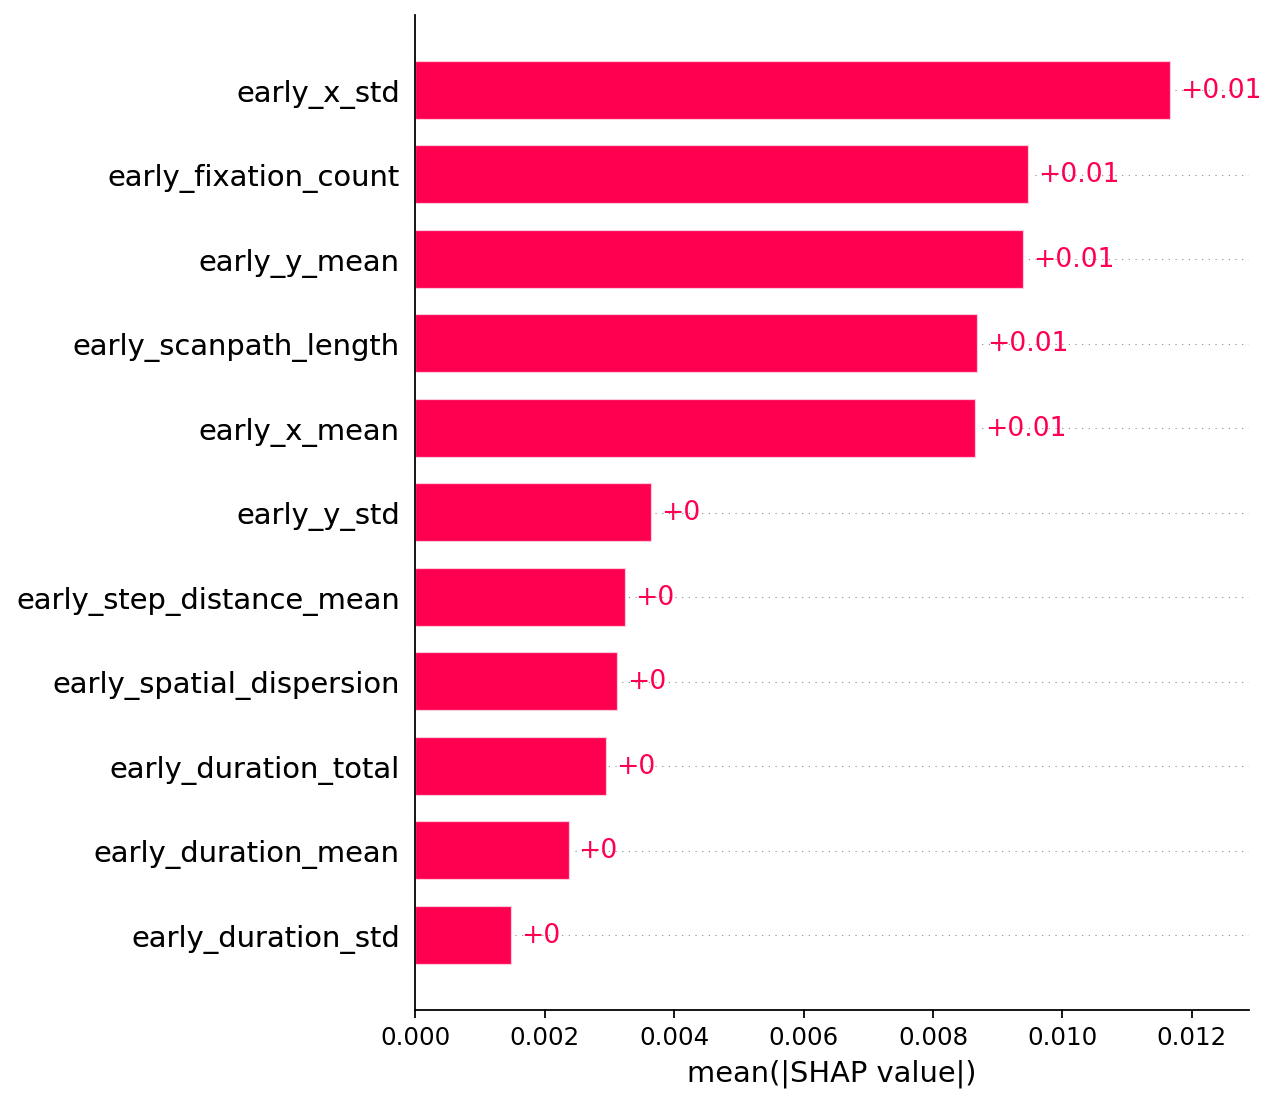 early_x_std +0.01
early_fixation_count +0.01
early_y_mean +0.01
early_scanpath_length +0.01
early_x_mean +0.01
early_y_std +0
early_step_distance_mean +0
early_spatial_dispersion +0
early_duration_total +0
early_duration_mean +0
early_duration_std +0
0.000 0.002 0.004 0.006 0.008 0.010 0.012
mean(|SHAP value|)